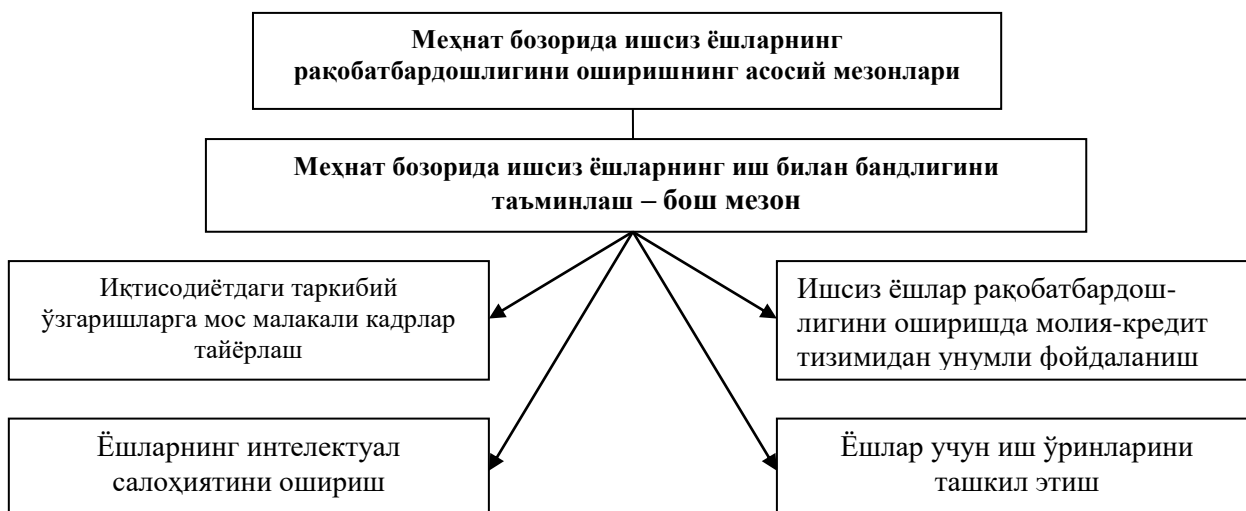 Меҳнат бозорида ишсиз ёшларнинг
рақобатбардошлигини оширишнинг асосий мезонлари
Меҳнат бозорида ишсиз ёшларнинг иш билан бандлигини
таъминлаш – бош мезон
Иқтисодиётдаги таркибий
ўзгаришларга мос малакали кадрлар
тайёрлаш
Ишсиз ёшлар рақобатбардош-
лигини оширишда молия-кредит
тизимидан унумли фойдаланиш
Ёшларнинг интелектуал
салоҳиятини ошириш
Ёшлар учун иш ўринларини
ташкил этиш